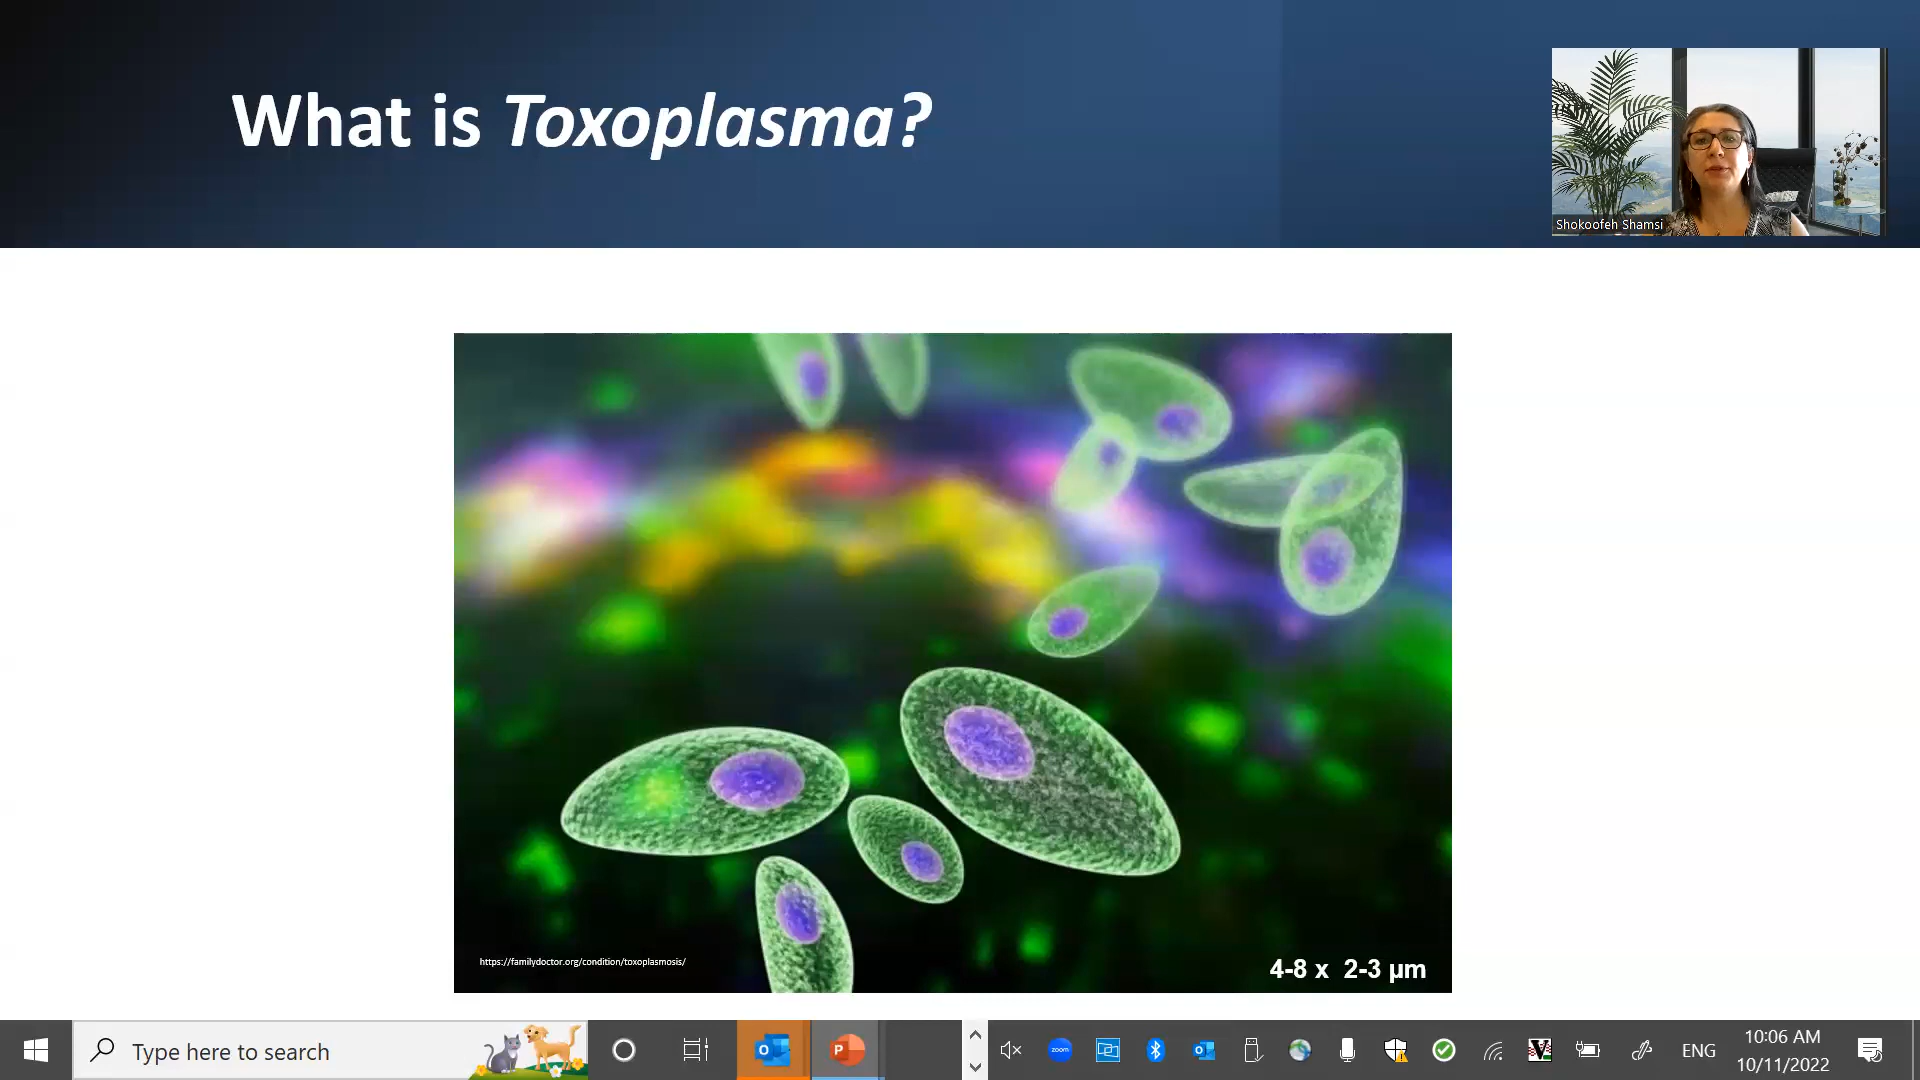 What is Toxoplasma?
Shokoofeh Shamsi
https://familydoctor.org/condition/toxoplasmosis/
4-8 x 2-3 µm
Type here to search
O
P
zoom
O
V
ENG
10:06 AM
10/11/2022